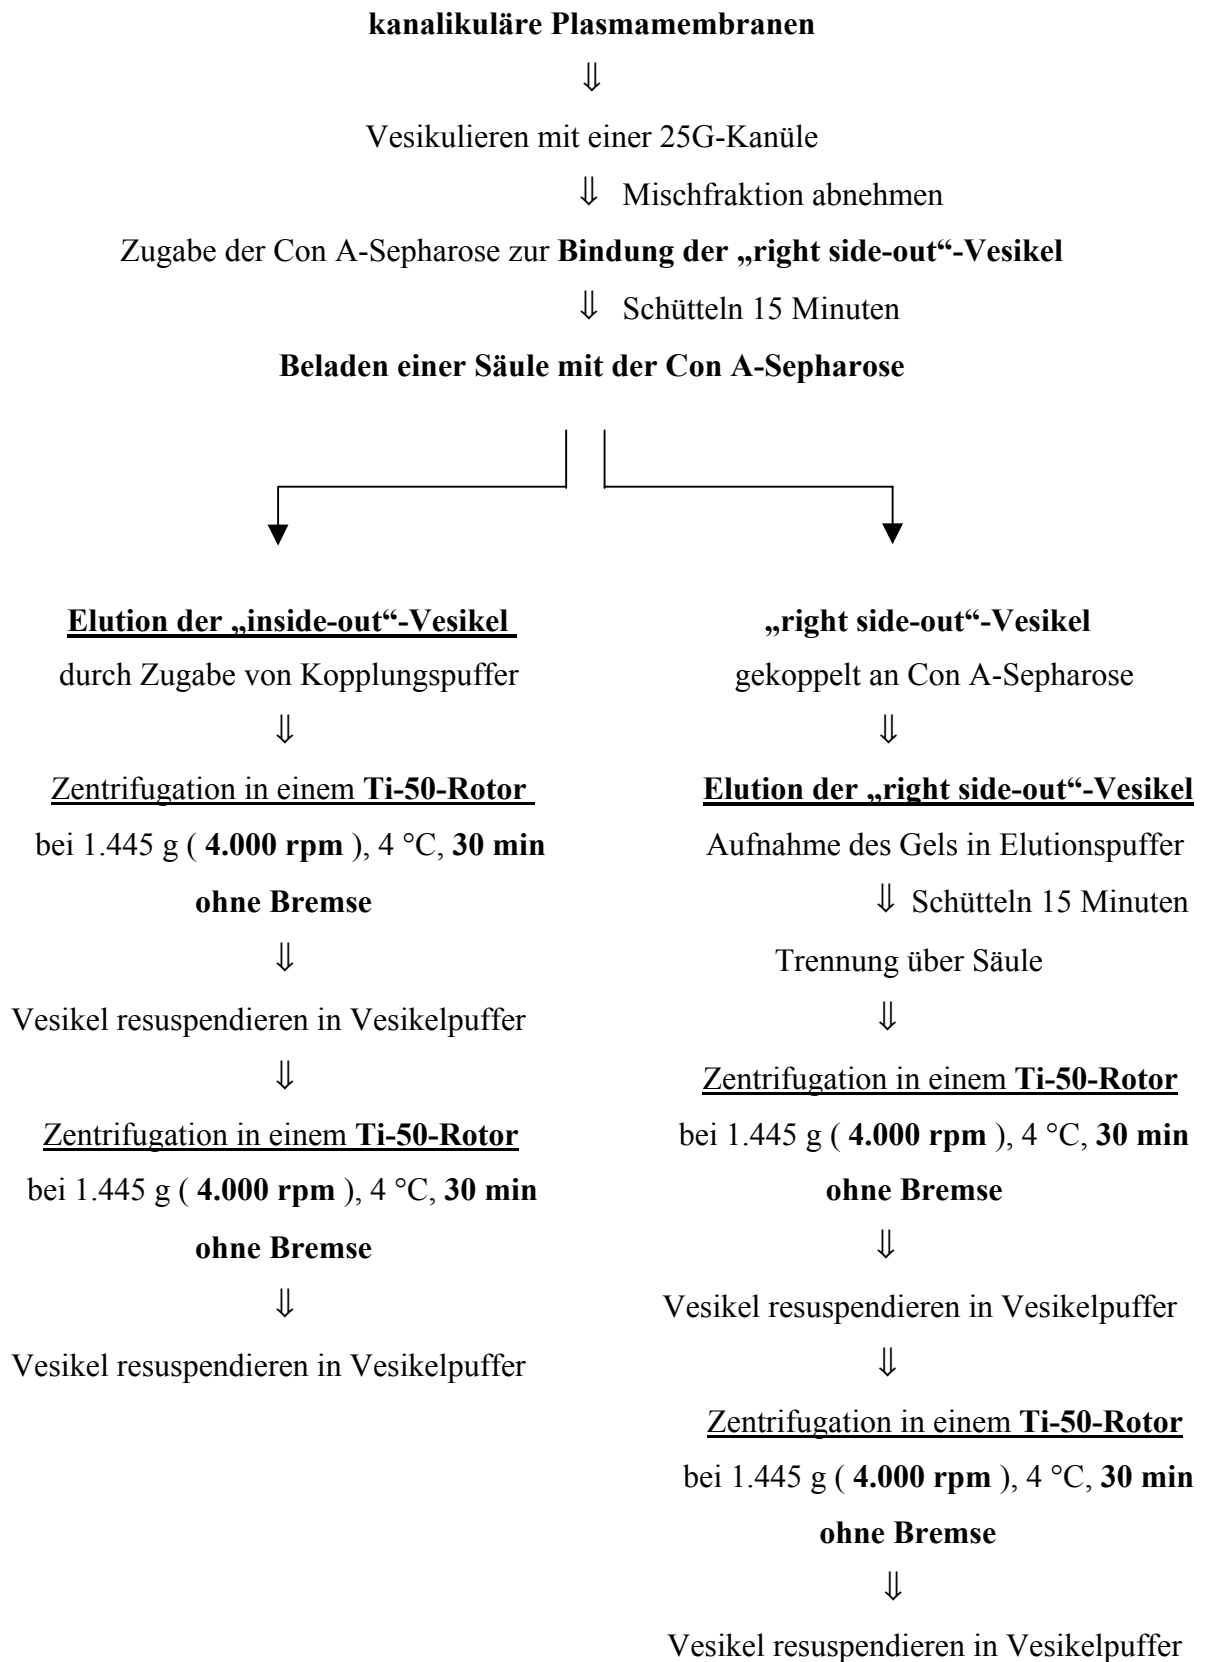 kanalikuläre Plasmamembranen
⇓
Vesikulieren mit einer 25G-Kanüle
⇓ Mischfraktion abnehmen
Zugabe der Con A-Sepharose zur Bindung der „right side-out“-Vesikel
⇓ Schütteln 15 Minuten
Beladen einer Säule mit der Con A-Sepharose
Elution der „inside-out“-Vesikel
durch Zugabe von Kopplungspuffer
⇓
Zentrifugation in einem Ti-50-Rotor
bei 1.445 g ( 4.000 rpm ), 4 °C, 30 min
ohne Bremse
⇓
Vesikel resuspendieren in Vesikelpuffer
⇓
Zentrifugation in einem Ti-50-Rotor
bei 1.445 g ( 4.000 rpm ), 4 °C, 30 min
ohne Bremse
⇓
Vesikel resuspendieren in Vesikelpuffer
„right side-out“-Vesikel
gekoppelt an Con A-Sepharose
⇓
Elution der „right side-out“-Vesikel
Aufnahme des Gels in Elutionspuffer
⇓ Schütteln 15 Minuten
Trennung über Säule
⇓
Zentrifugation in einem Ti-50-Rotor
bei 1.445 g ( 4.000 rpm ), 4 °C, 30 min
ohne Bremse
⇓
Vesikel resuspendieren in Vesikelpuffer
⇓
Zentrifugation in einem Ti-50-Rotor
bei 1.445 g ( 4.000 rpm ), 4 °C, 30 min
ohne Bremse
⇓
Vesikel resuspendieren in Vesikelpuffer